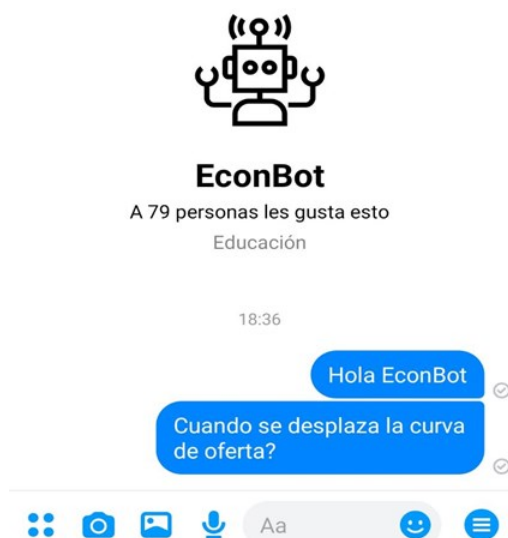 EconBot
A 79 personas les gusta esto
Educación
18:36
Hola EconBot
Cuando se desplaza la curva
de oferta?
Aa